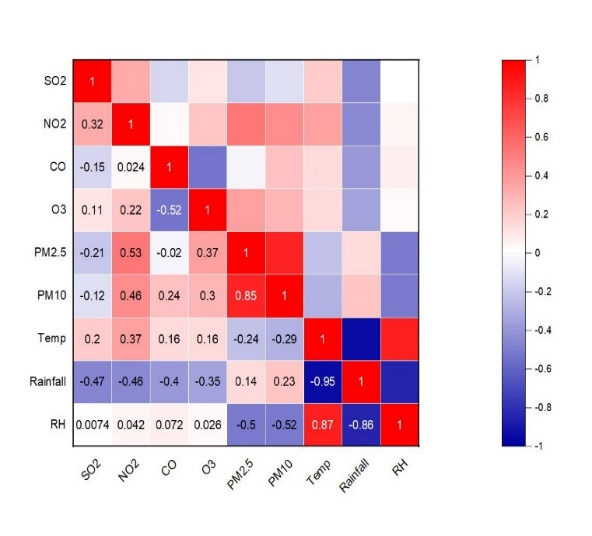 SO2 1
NO2 0.32 1
CO -0.15 0.024 1
O3 0.11 0.22 -0.52 1
PM2.5 -0.21 0.53 -0.02 0.37 1
PM10 -0.12 0.46 0.24 0.3 0.85 1
Temp 0.2 0.37 0.16 0.16 -0.24 -0.29 1
Rainfall -0.47 -0.46 -0.4 -0.35 0.14 0.23 -0.95 1
RH 0.0074 0.042 0.072 0.026 -0.5 -0.52 0.87 -0.86 1
SO2 NO2 CO O3 PM2.5 PM10 Temp Rainfall RH
1
0.8
0.6
0.4
0.2
0
-0.2
-0.4
-0.6
-0.8
-1